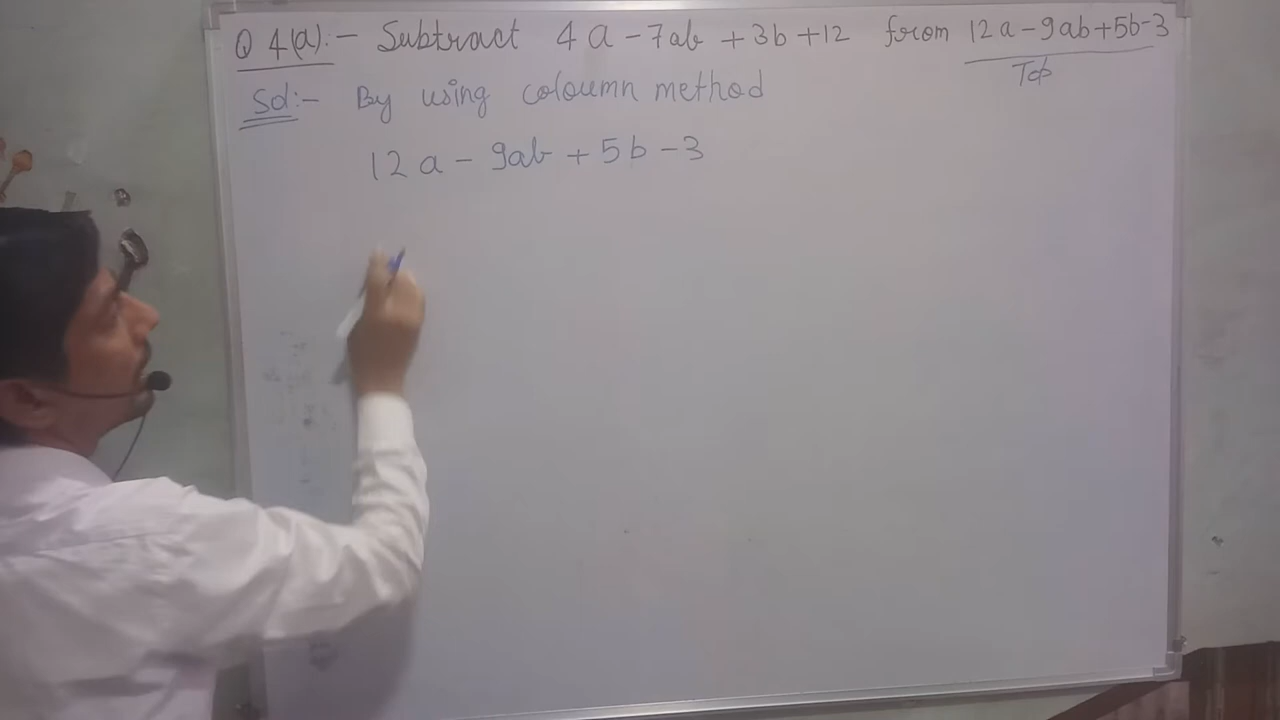 Q 4(a):- Subtract 4a - 7ab + 3b + 12 from 12a - 9ab + 5b - 3
Top
Sol:- By using coloumn method
12a - 9ab + 5b - 3